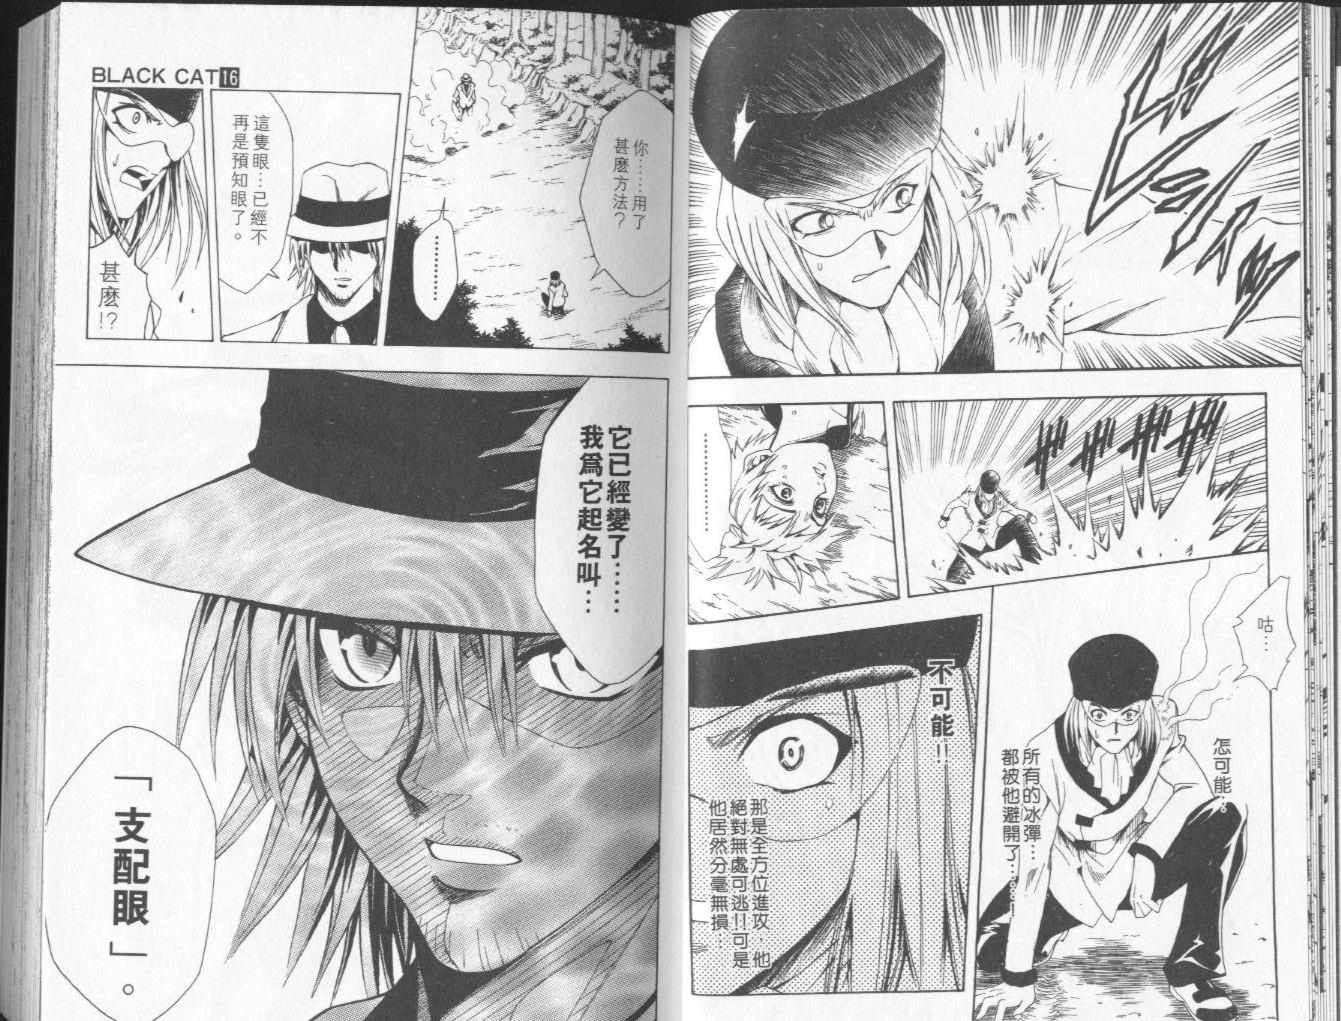 咕…
怎可能…
所有的冰彈…
都被他避開了……
不可能!!
那是全方位進攻、他
絕對無處可逃!!可是
他居然分毫無損…
BLACK CAT 16
你……用了
甚麼方法?
…………
這隻眼…已經不
再是預知眼了。
甚麼!?
它已經變了……
我爲它起名叫…
「支配眼」。